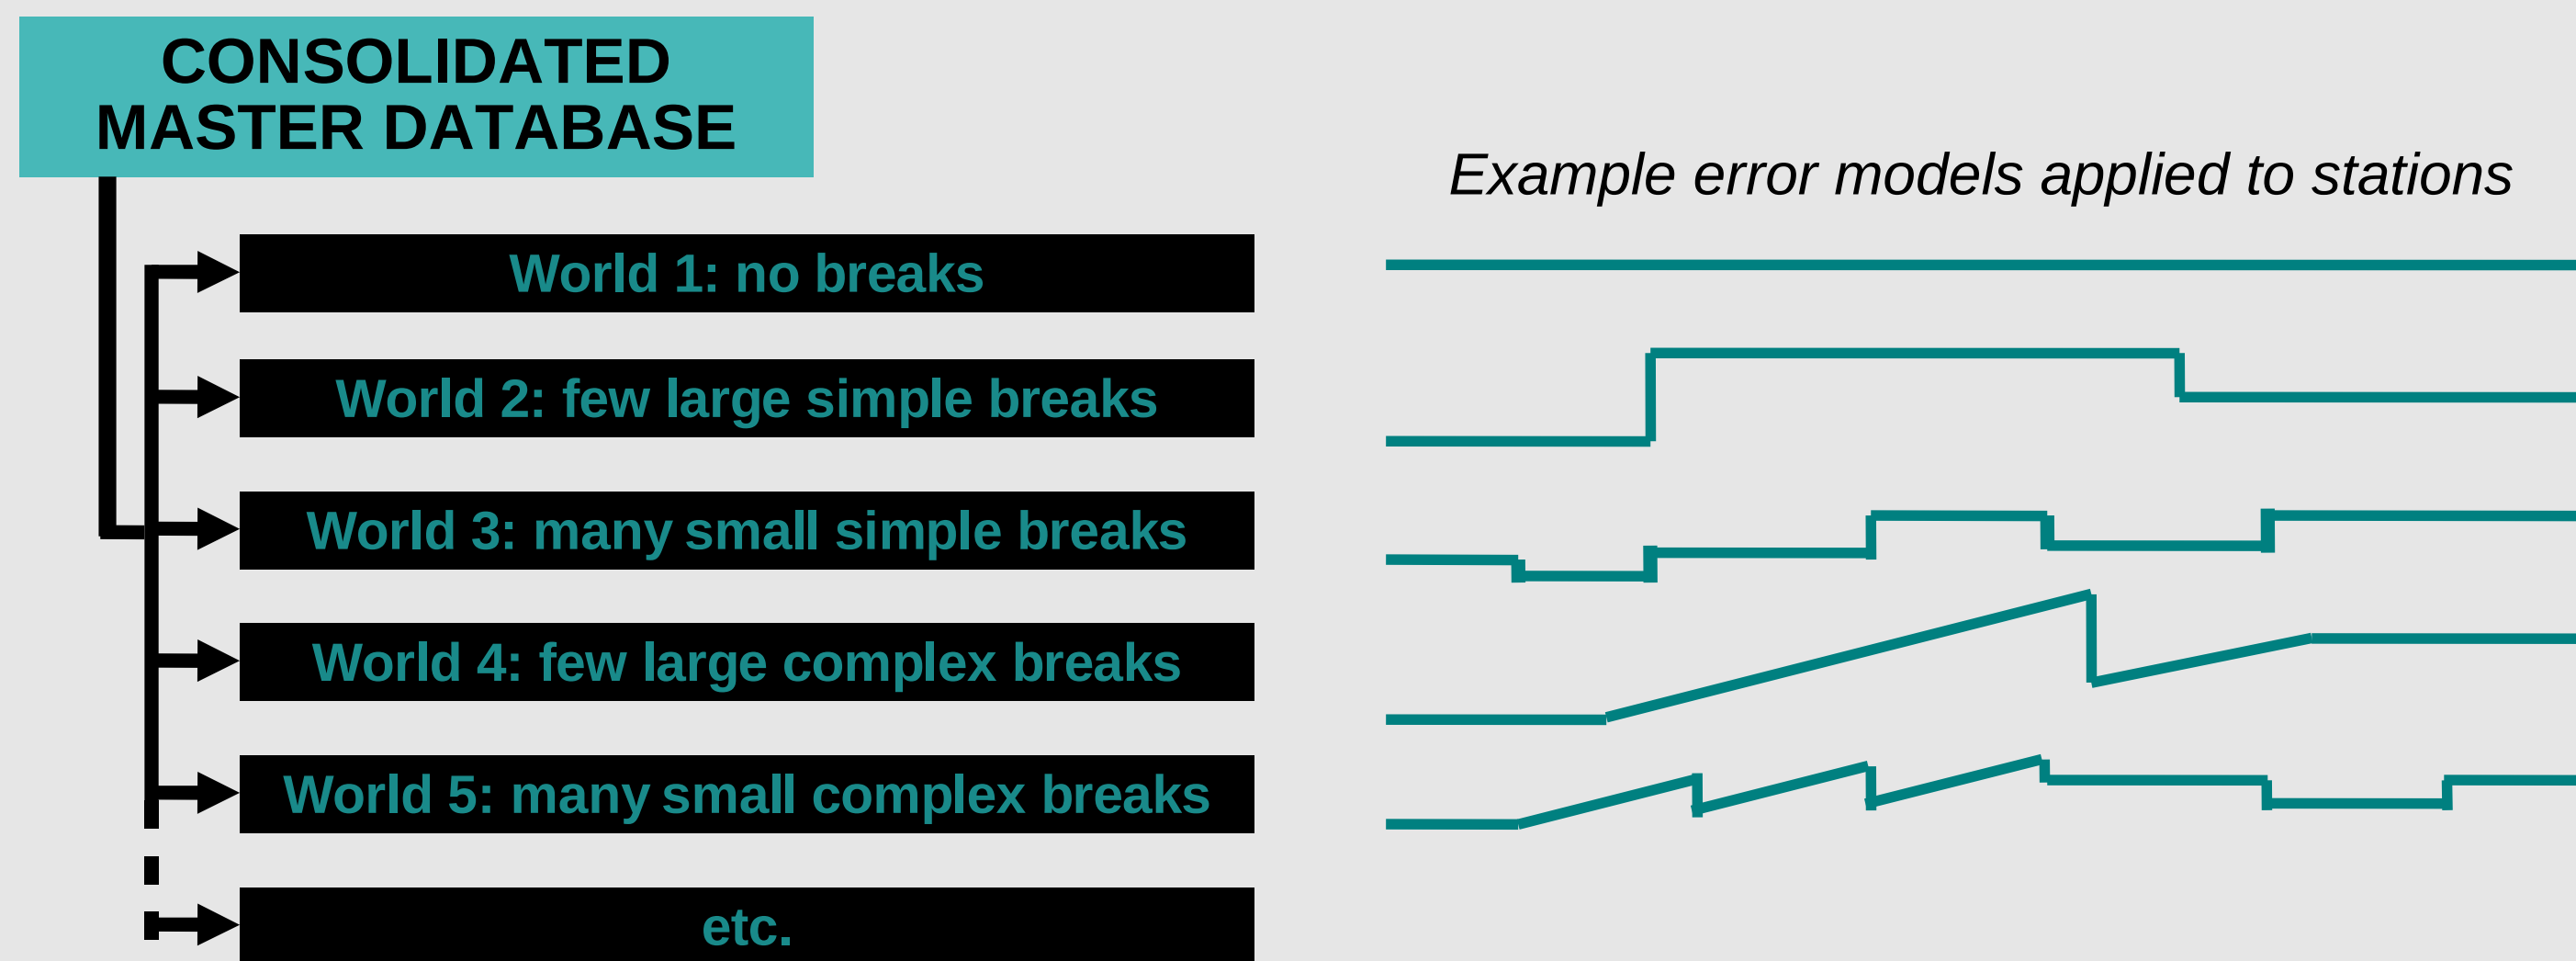 CONSOLIDATED
MASTER DATABASE
Example error models applied to stations
World 1: no breaks
World 2: few large simple breaks
World 3: many small simple breaks
World 4: few large complex breaks
World 5: many small complex breaks
etc.